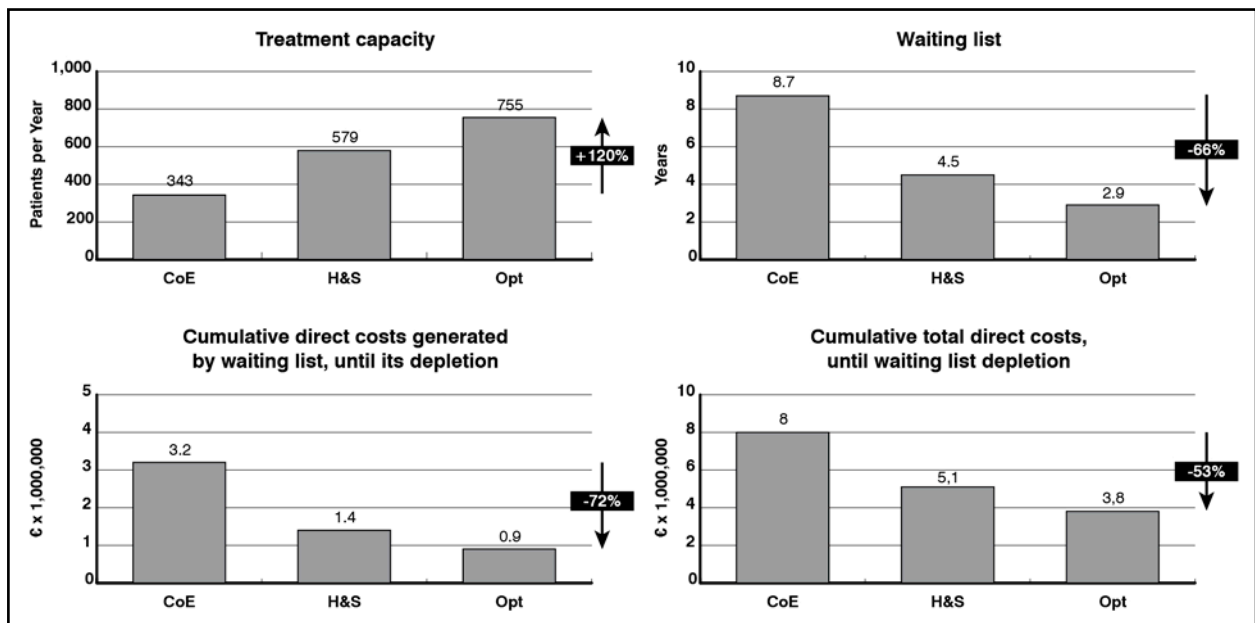 Treatment capacity
Patients per Year
1,000
800
600
400
200
0
343
579
755
+120%
CoE
H&S
Opt
Waiting list
Years
10
8
6
4
2
0
8.7
4.5
2.9
-66%
CoE
H&S
Opt
Cumulative direct costs generated
by waiting list, until its depletion
€ x 1,000,000
5
4
3
2
1
0
3.2
1.4
0.9
-72%
CoE
H&S
Opt
Cumulative total direct costs,
until waiting list depletion
€ x 1,000,000
10
8
6
4
2
0
8
5,1
3,8
-53%
CoE
H&S
Opt